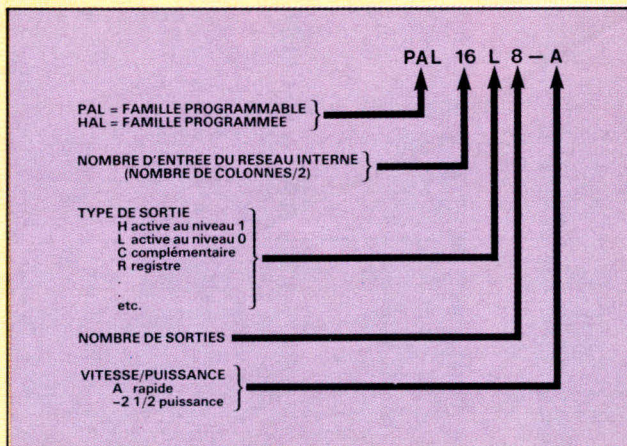 PAL 16 L 8 – A
PAL = FAMILLE PROGRAMMABLE
HAL = FAMILLE PROGRAMMEE
NOMBRE D'ENTREE DU RESEAU INTERNE
(NOMBRE DE COLONNES/2)
TYPE DE SORTIE
H active au niveau 1
L active au niveau 0
C complémentaire
R registre
.
.
etc.
NOMBRE DE SORTIES
VITESSE/PUISSANCE
A rapide
–2 1/2 puissance